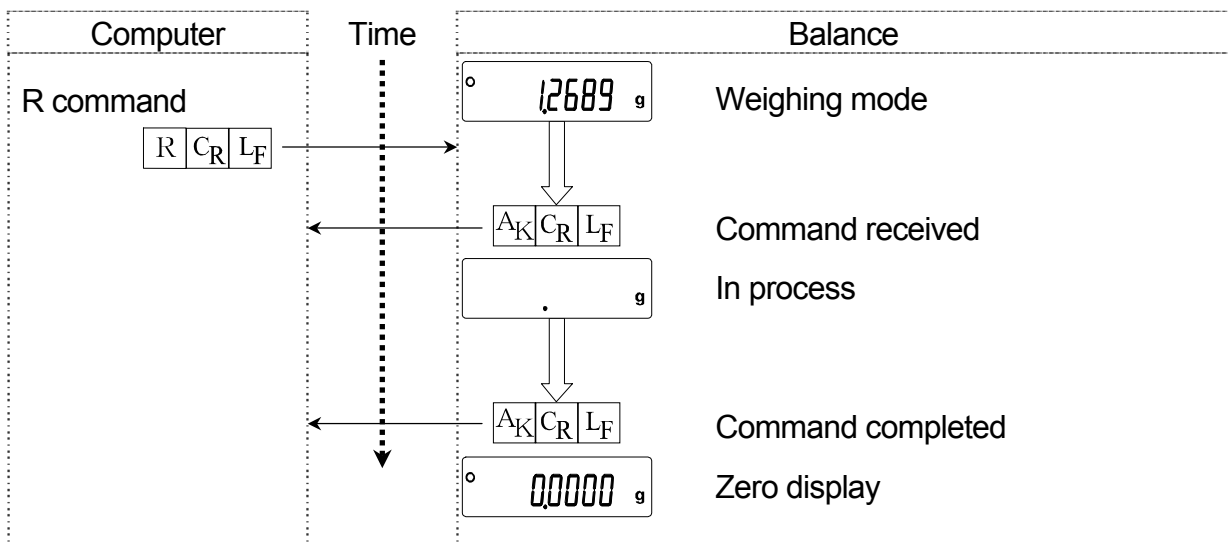 Computer Time Balance
1.2689 g Weighing mode
R command
R CR LF
AK CR LF Command received
. g In process
AK CR LF Command completed
0.0000 g Zero display